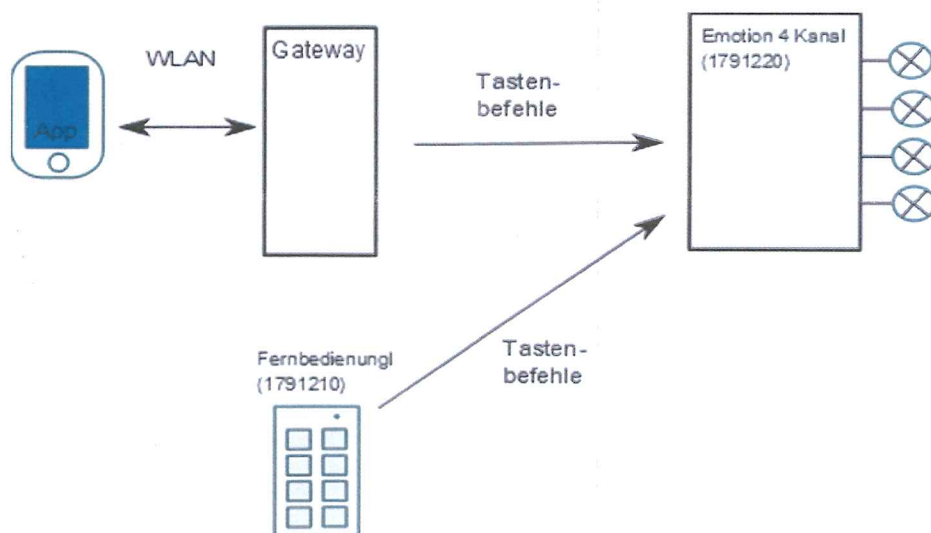 WLAN
App
Gateway
Tasten-
befehle
Emotion 4 Kanal
(1791220)
Fernbedienungl
(1791210)
Tasten-
befehle